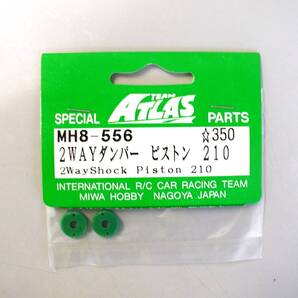 TEAM
ATLAS
SPECIAL PARTS
MH8-556 ☆350
2WAYダンパー ピストン 210
2WayShock Piston 210
INTERNATIONAL R/C CAR RACING TEAM
MIWA HOBBY NAGOYA JAPAN